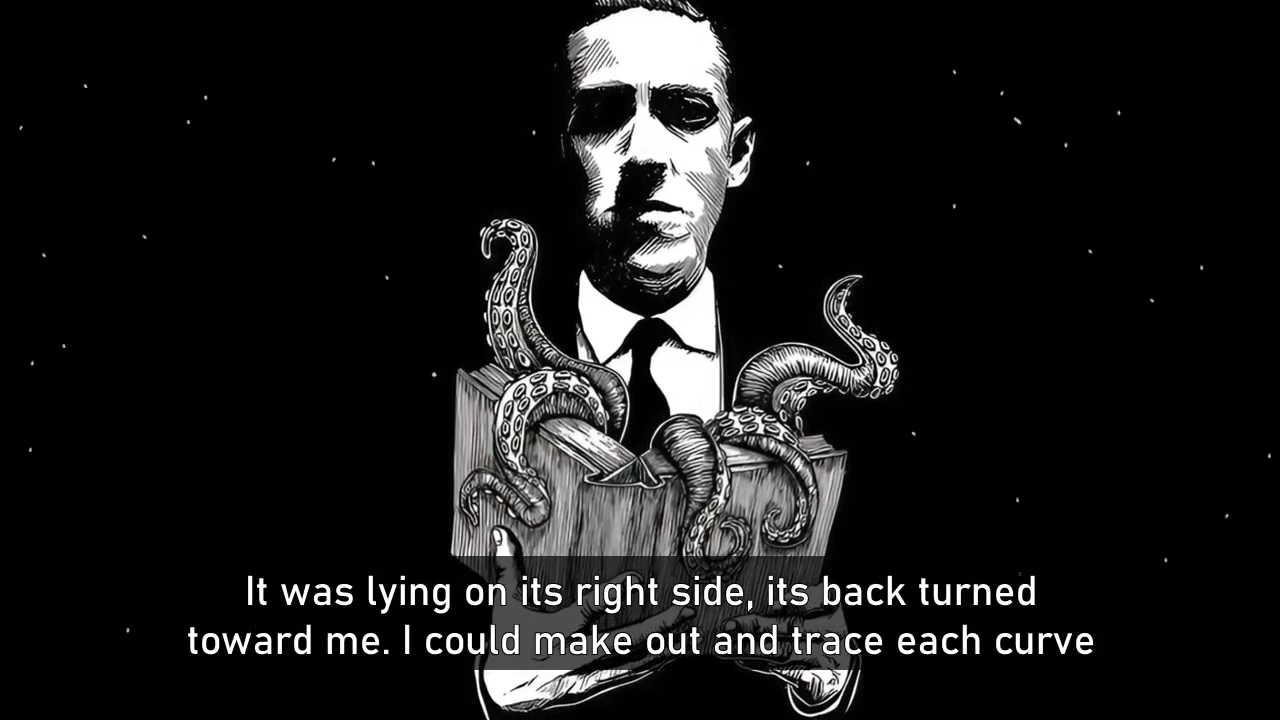 It was lying on its right side, its back turned
toward me. I could make out and trace each curve